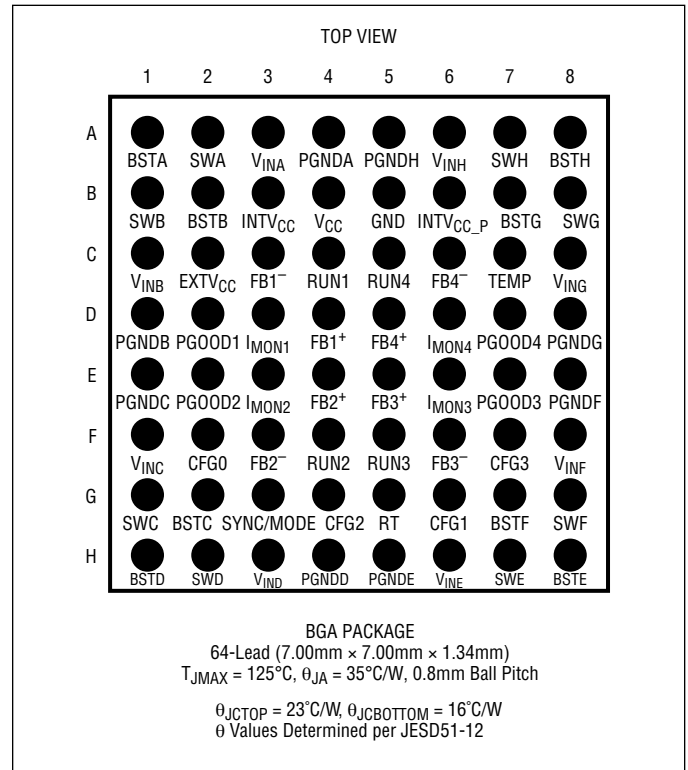 TOP VIEW
1 2 3 4 5 6 7 8
A
BSTA SWA VINA PGNDA PGNDH VINH SWH BSTH
B
SWB BSTB INTVCC VCC GND INTVCC_P BSTG SWG
C
VINB EXTVCC FB1⁻ RUN1 RUN4 FB4⁻ TEMP VING
D
PGNDB PGOOD1 IMON1 FB1⁺ FB4⁺ IMON4 PGOOD4 PGNDG
E
PGNDC PGOOD2 IMON2 FB2⁺ FB3⁺ IMON3 PGOOD3 PGNDF
F
VINC CFG0 FB2⁻ RUN2 RUN3 FB3⁻ CFG3 VINF
G
SWC BSTC SYNC/MODE CFG2 RT CFG1 BSTF SWF
H
BSTD SWD VIND PGNDD PGNDE VINE SWE BSTE
BGA PACKAGE
64-Lead (7.00mm × 7.00mm × 1.34mm)
TJMAX = 125°C, θJA = 35°C/W, 0.8mm Ball Pitch
θJCTOP = 23°C/W, θJCBOTTOM = 16°C/W
θ Values Determined per JESD51-12